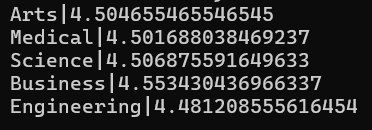 Arts|4.504655465546545
Medical|4.501688038469237
Science|4.506875591649633
Business|4.553430436966337
Engineering|4.481208555616454